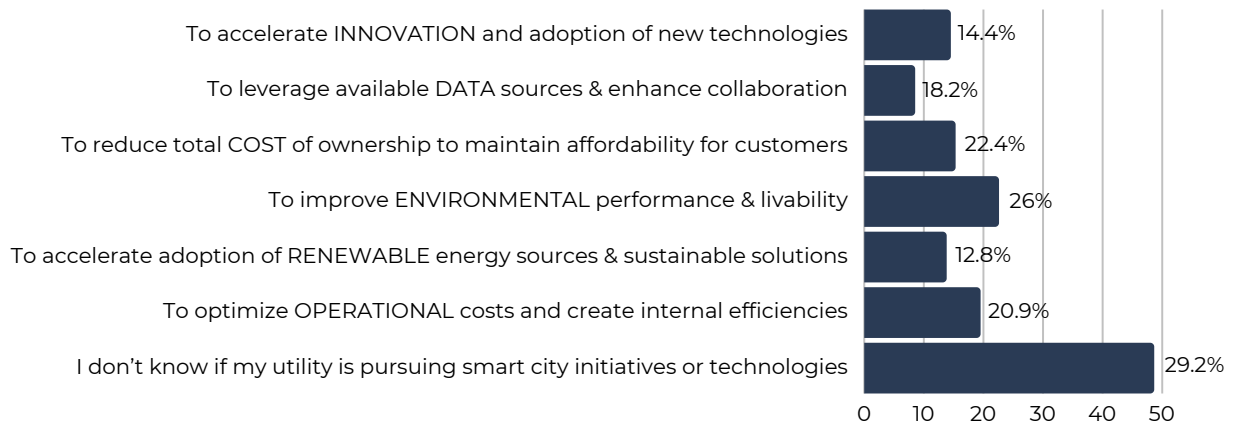 To accelerate INNOVATION and adoption of new technologies 14.4%
To leverage available DATA sources & enhance collaboration 18.2%
To reduce total COST of ownership to maintain affordability for customers 22.4%
To improve ENVIRONMENTAL performance & livability 26%
To accelerate adoption of RENEWABLE energy sources & sustainable solutions 12.8%
To optimize OPERATIONAL costs and create internal efficiencies 20.9%
I don’t know if my utility is pursuing smart city initiatives or technologies 29.2%
0 10 20 30 40 50